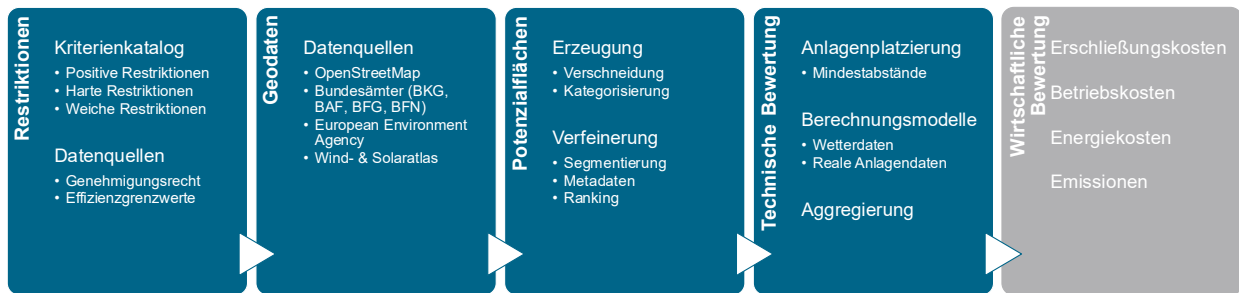 Restriktionen
Kriterienkatalog
• Positive Restriktionen
• Harte Restriktionen
• Weiche Restriktionen
Datenquellen
• Genehmigungsrecht
• Effizienzgrenzwerte
Geodaten
Datenquellen
• OpenStreetMap
• Bundesämter (BKG,
BAF, BFG, BFN)
• European Environment
Agency
• Wind- & Solaratlas
Potenzialflächen
Erzeugung
• Verschneidung
• Kategorisierung
Verfeinerung
• Segmentierung
• Metadaten
• Ranking
Technische Bewertung
Anlagenplatzierung
• Mindestabstände
Berechnungsmodelle
• Wetterdaten
• Reale Anlagendaten
Aggregierung
Wirtschaftliche
Bewertung
Erschließungskosten
Betriebskosten
Energiekosten
Emissionen